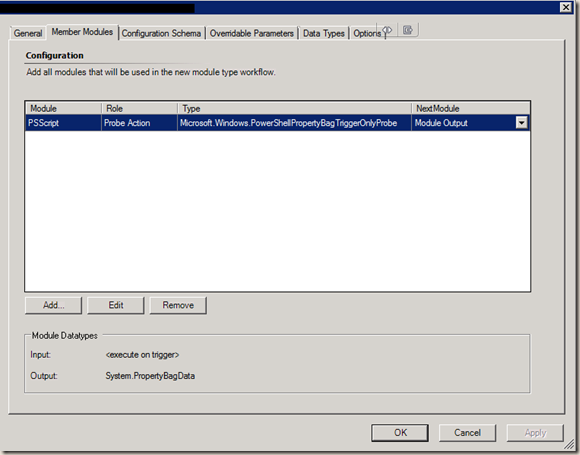 General Member Modules Configuration Schema Overridable Parameters Data Types Options
Configuration
Add all modules that will be used in the new module type workflow.
Module Role Type NextModule
PSScript Probe Action Microsoft.Windows.PowerShellPropertyBagTriggerOnlyProbe Module Output
Add... Edit Remove
Module Datatypes
Input: <execute on trigger>
Output: System.PropertyBagData
OK Cancel Apply